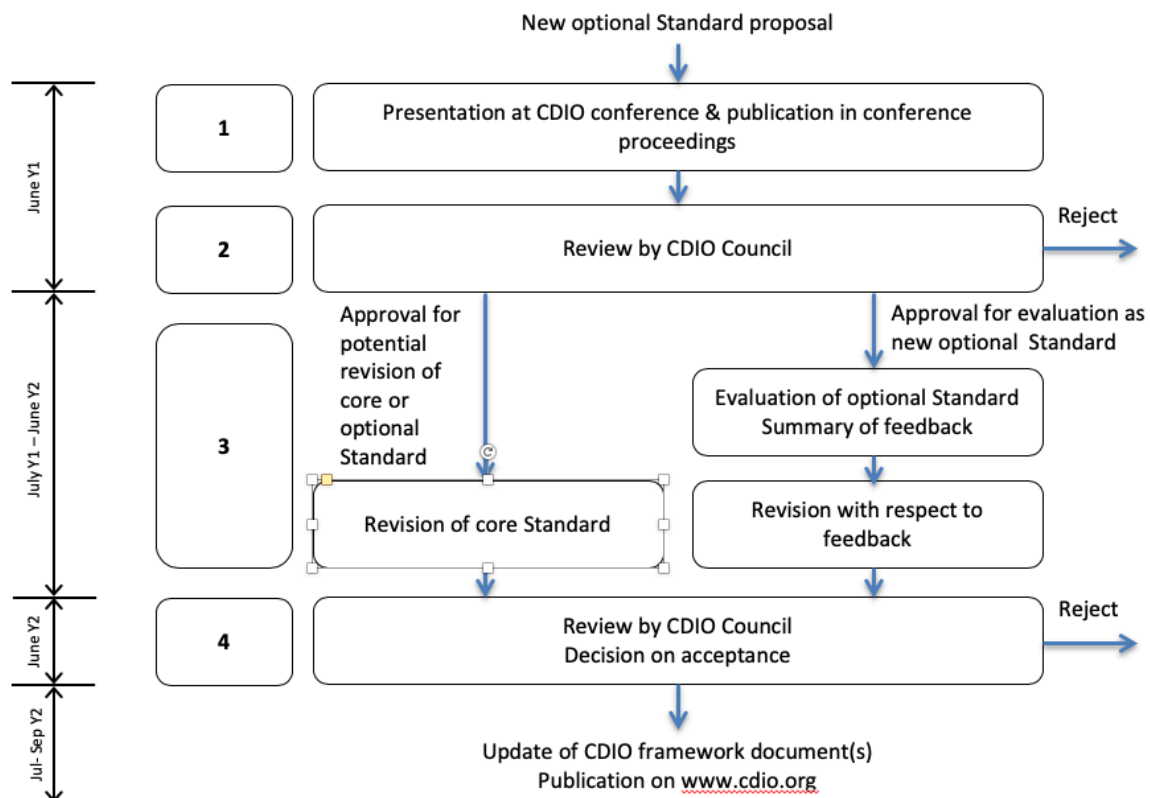 New optional Standard proposal
June Y1
1
Presentation at CDIO conference & publication in conference
proceedings
2
Review by CDIO Council
Reject
July Y1 – June Y2
3
Approval for
potential
revision of
core or
optional
Standard
Approval for evaluation as
new optional Standard
Evaluation of optional Standard
Summary of feedback
Revision of core Standard
Revision with respect to
feedback
June Y2
4
Review by CDIO Council
Decision on acceptance
Reject
Jul- Sep Y2
Update of CDIO framework document(s)
Publication on www.cdio.org